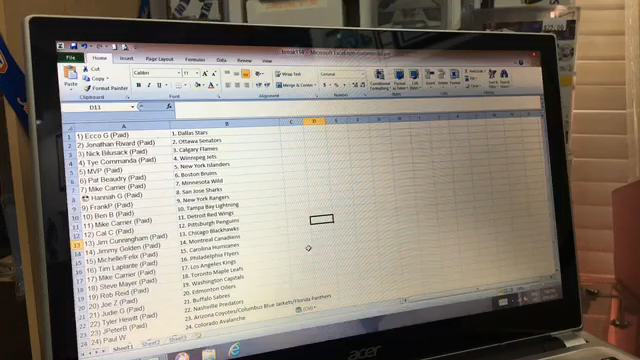 break114 - Microsoft Excel
File Home Insert Page Layout Formulas Data Review View
Cut
Copy
Format Painter
Paste
Clipboard
Calibri 11
Wrap Text
Merge & Center
Alignment
General
Number
Conditional Formatting
D13
A B C D
1) Ecco G (Paid) 1. Dallas Stars
2) Jonathan Rivard (Paid) 2. Ottawa Senators
3) Nick Bilusack (Paid) 3. Calgary Flames
4) Tye Commanda (Paid) 4. Winnipeg Jets
5) MVP (Paid) 5. New York Islanders
6) Pat Beaudry (Paid) 6. Boston Bruins
7) Mike Carrier (Paid) 7. Minnesota Wild
Hannah G (Paid) 8. San Jose Sharks
9) FrankP (Paid) 9. New York Rangers
10) Ben B (Paid) 10. Tampa Bay Lightning
11) Mike Carrier (Paid) 11. Detroit Red Wings
12) Cal C (Paid) 12. Pittsburgh Penguins
13) Jim Cunningham (Paid) 13. Chicago Blackhawks
14) Jimmy Golden (Paid) 14. Montreal Canadiens
15) Michelle/Felix (Paid) 15. Carolina Hurricanes
16) Tim Laplante (Paid) 16. Philadelphia Flyers
17) Mike Carrier (Paid) 17. Los Angeles Kings
18) Steve Mayer (Paid) 18. Toronto Maple Leafs
19) Rob Reid (Paid) 19. Washington Capitals
20) Joe Z (Paid) 20. Edmonton Oilers
21) Judie G (Paid) 21. Buffalo Sabres
22) Tyler Hewitt (Paid) 22. Nashville Predators
23) JPeterB (Paid) 23. Arizona Coyotes/Columbus Blue Jackets/Florida Panthers
24) Paul W 24. Colorado Avalanche
(Ctrl)
Sheet1 Sheet2 Sheet3
acer